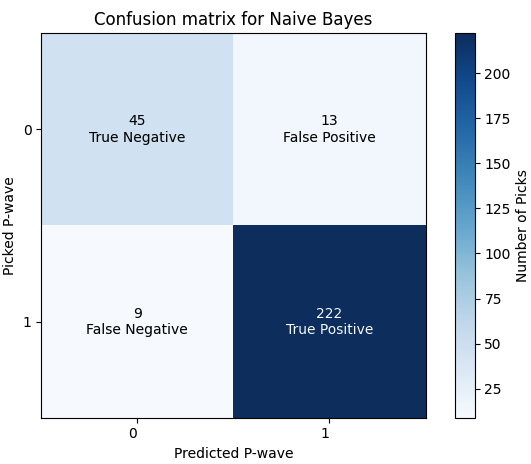 Confusion matrix for Naive Bayes
Picked P-wave
0
45
True Negative
13
False Positive
1
9
False Negative
222
True Positive
0
1
Predicted P-wave
200
175
150
125
100
75
50
25
Number of Picks